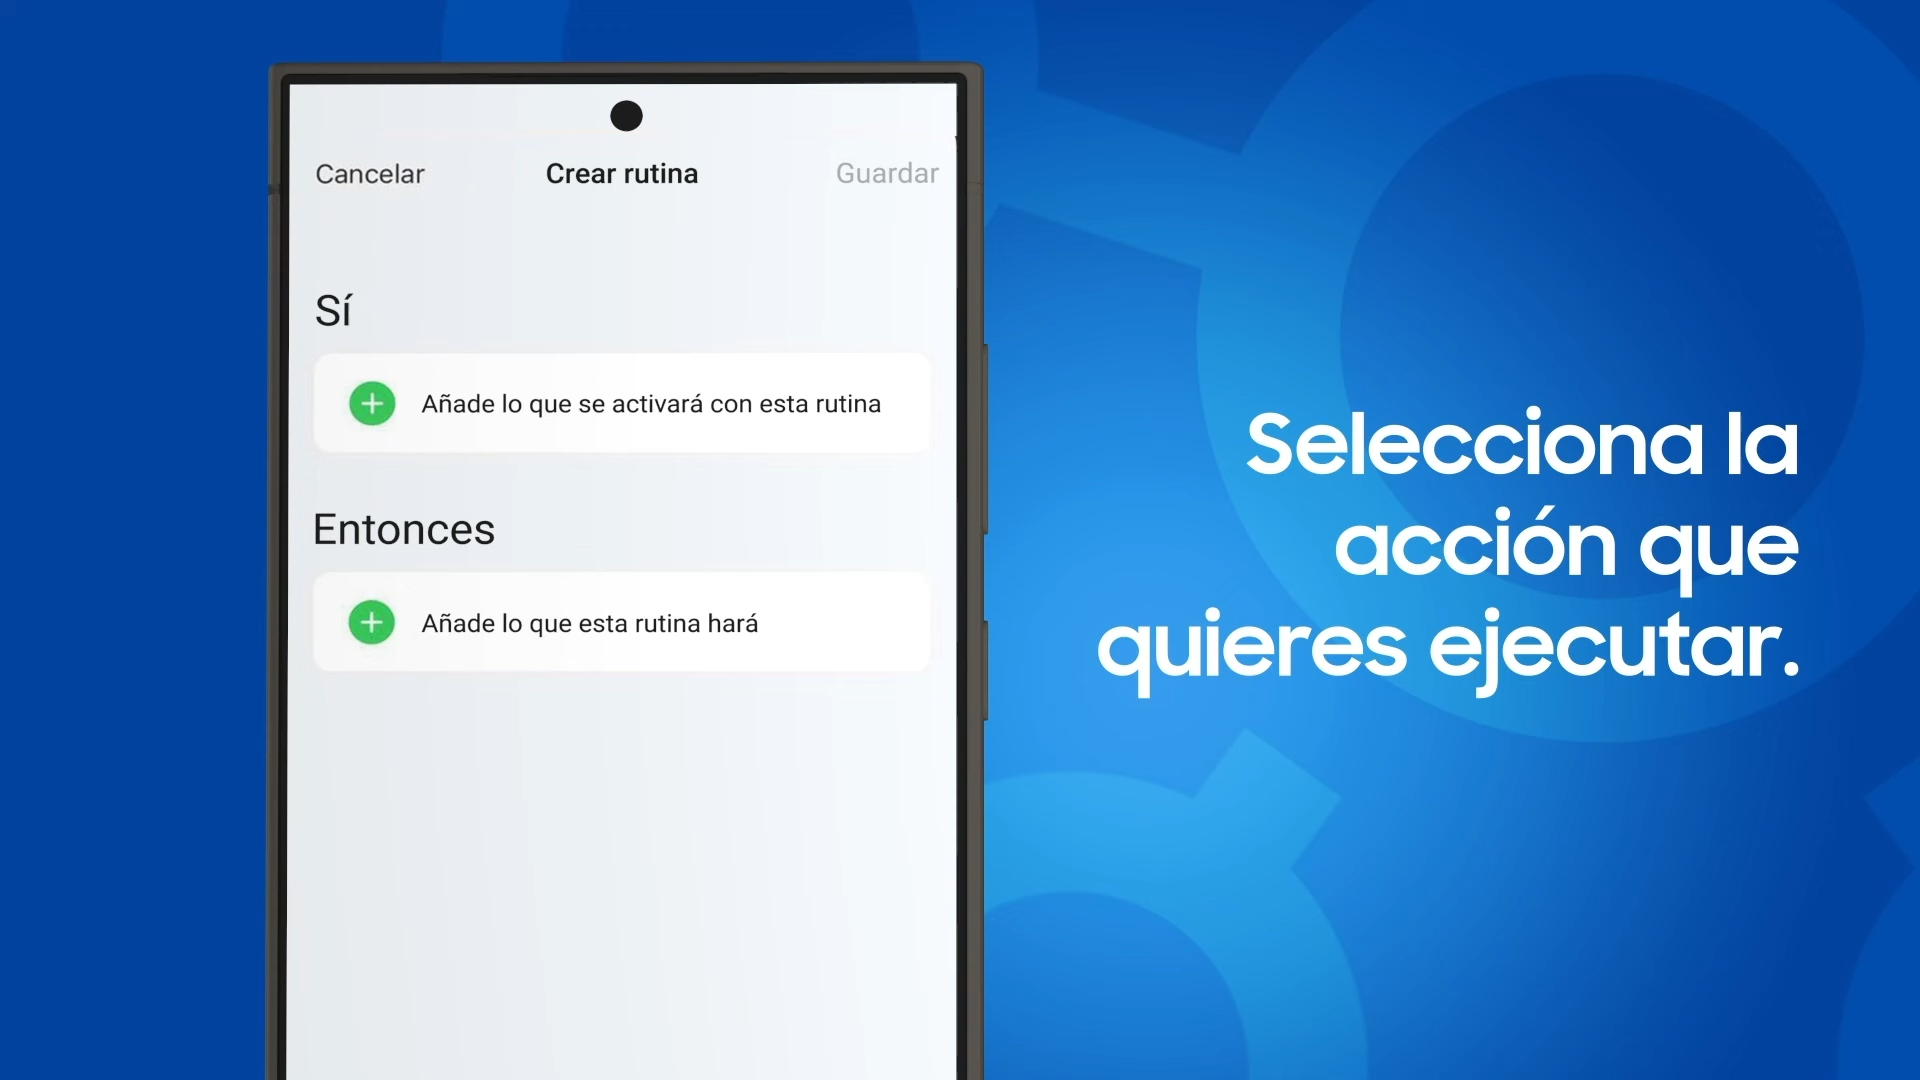 Cancelar
Crear rutina
Guardar
Sí
Añade lo que se activará con esta rutina
Entonces
Añade lo que esta rutina hará
Selecciona la
acción que
quieres ejecutar.